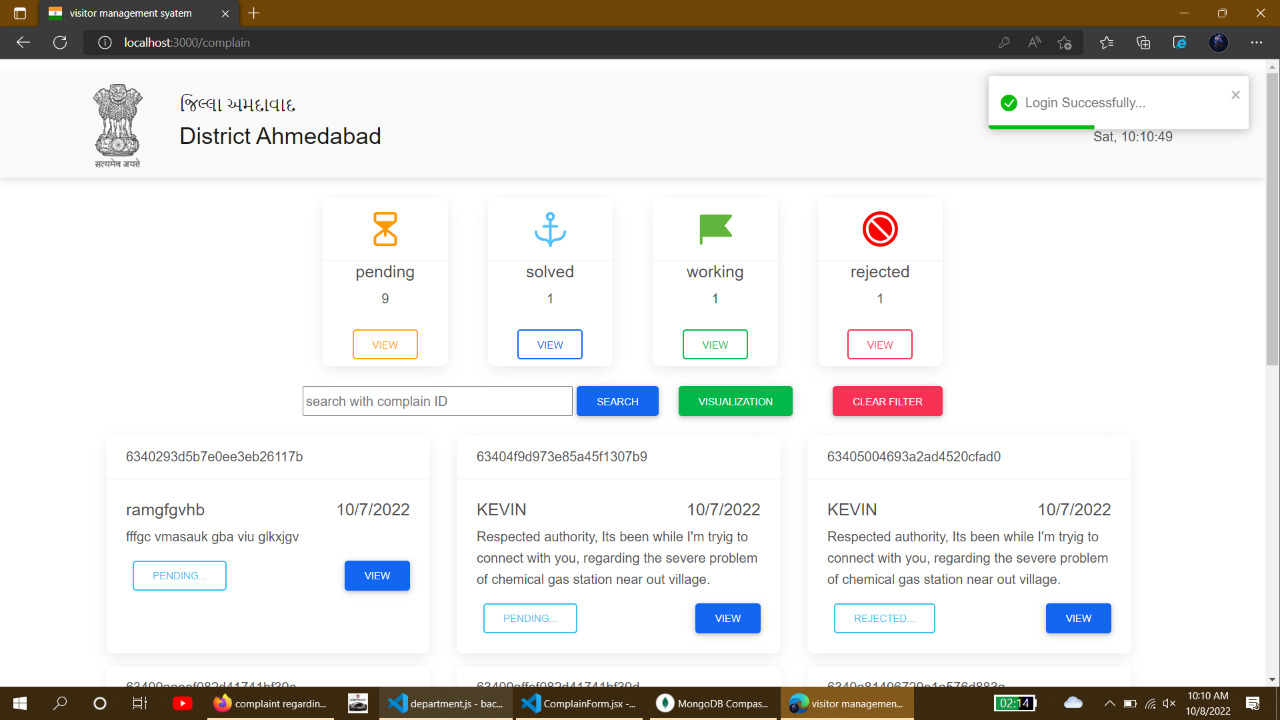 visitor management syatem
localhost:3000/complain
જિલ્લા અમદાવાદ
District Ahmedabad
सत्यमेव जयते
Login Successfully...
Sat, 10:10:49
pending
9
VIEW
solved
1
VIEW
working
1
VIEW
rejected
1
VIEW
search with complain ID
SEARCH
VISUALIZATION
CLEAR FILTER
6340293d5b7e0ee3eb26117b
ramgfgvhb 10/7/2022
fffgc vmasauk gba viu glkxjgv
PENDING...
VIEW
63404f9d973e85a45f1307b9
KEVIN 10/7/2022
Respected authority, Its been while I'm tryig to
connect with you, regarding the severe problem
of chemical gas station near out village.
PENDING...
VIEW
63405004693a2ad4520cfad0
KEVIN 10/7/2022
Respected authority, Its been while I'm tryig to
connect with you, regarding the severe problem
of chemical gas station near out village.
REJECTED...
VIEW
complaint regardin...
department.js - bac...
ComplainForm.jsx -...
MongoDB Compas...
visitor managemen...
02:14
10:10 AM
10/8/2022